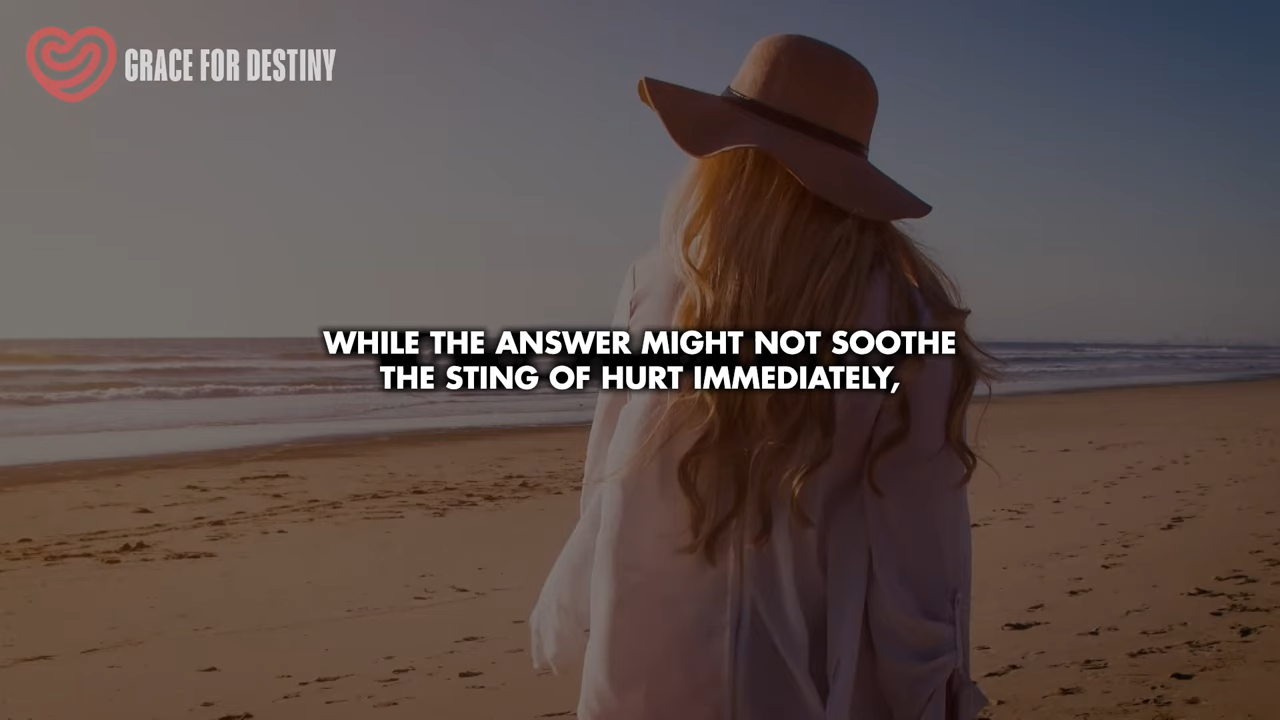 GRACE FOR DESTINY
WHILE THE ANSWER MIGHT NOT SOOTHE
THE STING OF HURT IMMEDIATELY,